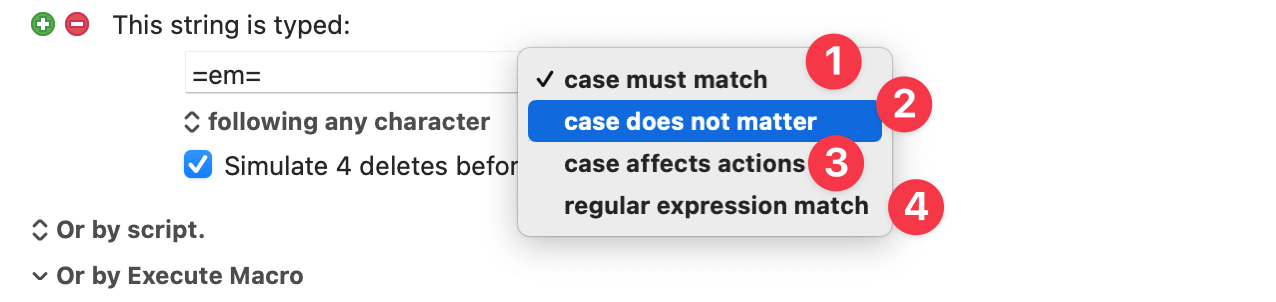 This string is typed:
=em=
✓ case must match 1
case does not matter 2
following any character
case affects actions 3
Simulate 4 deletes befor
regular expression match 4
Or by script.
Or by Execute Macro